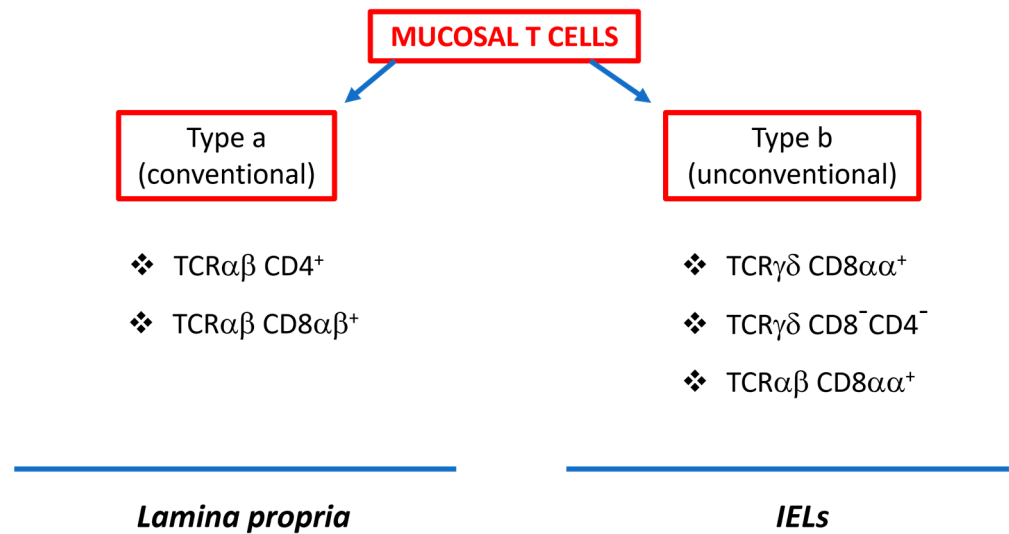 MUCOSAL T CELLS
Type a
(conventional)
❖ TCRαβ CD4⁺
❖ TCRαβ CD8αβ⁺
Lamina propria
Type b
(unconventional)
❖ TCRγδ CD8αα⁺
❖ TCRγδ CD8⁻CD4⁻
❖ TCRαβ CD8αα⁺
IELs